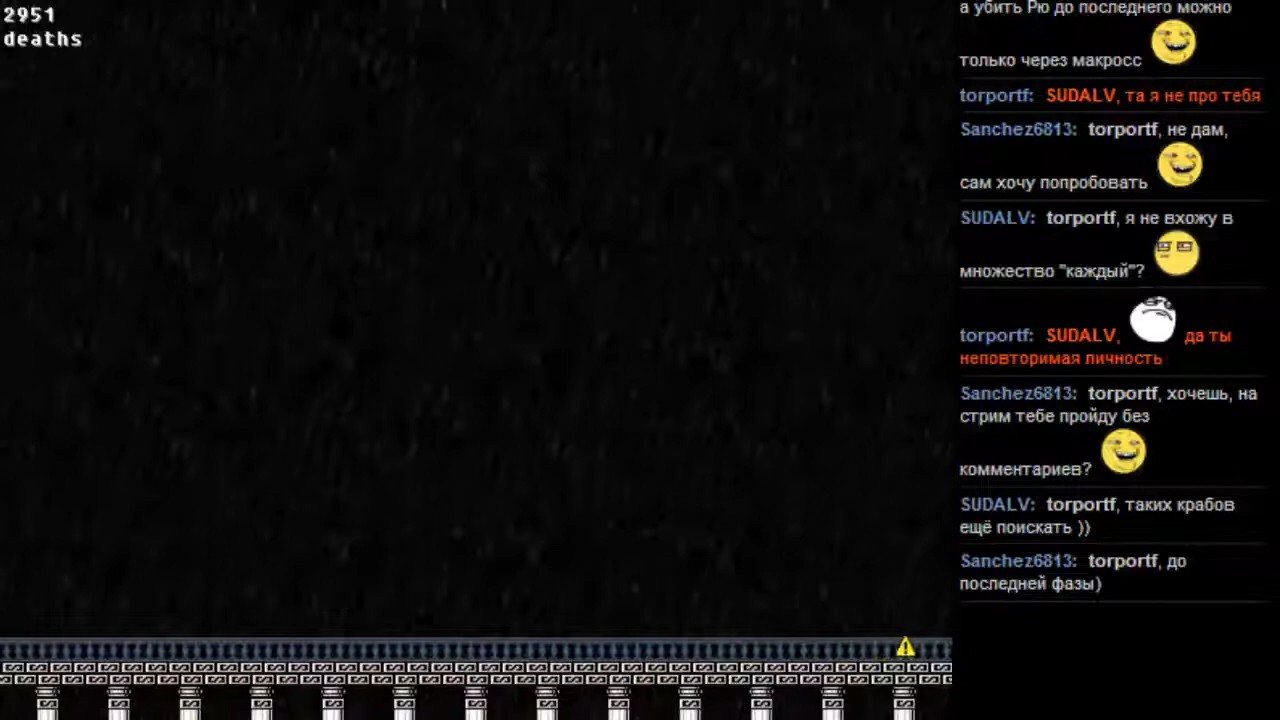 2951
deaths
а убить Рю до последнего можно
только через макросс
torportf: SUDALV, та я не про тебя
Sanchez6813: torportf, не дам,
сам хочу попробовать
SUDALV: torportf, я не вхожу в
множество "каждый"?
torportf: SUDALV, да ты
неповторимая личность
Sanchez6813: torportf, хочешь, на
стрим тебе пройду без
комментариев?
SUDALV: torportf, таких крабов
ещё поискать ))
Sanchez6813: torportf, до
последней фазы)